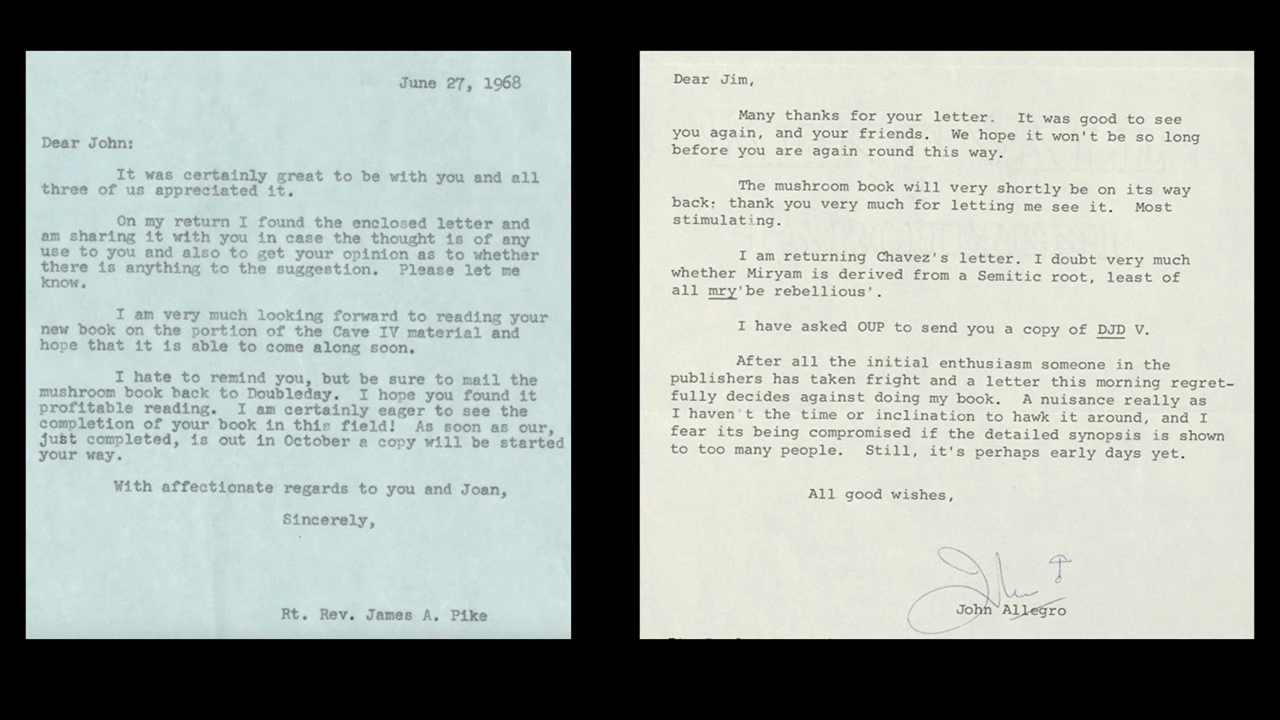 June 27, 1968
Dear John:
It was certainly great to be with you and all
three of us appreciated it.
On my return I found the enclosed letter and
am sharing it with you in case the thought is of any
use to you and also to get your opinion as to whether
there is anything to the suggestion. Please let me
know.
I am very much looking forward to reading your
new book on the portion of the Cave IV material and
hope that it is able to come along soon.
I hate to remind you, but be sure to mail the
mushroom book back to Doubleday. I hope you found it
profitable reading. I am certainly eager to see the
completion of your book in this field! As soon as our,
just completed, is out in October a copy will be started
your way.
With affectionate regards to you and Joan,
Sincerely,
Rt. Rev. James A. Pike
Dear Jim,
Many thanks for your letter. It was good to see
you again, and your friends. We hope it won't be so long
before you are again round this way.
The mushroom book will very shortly be on its way
back; thank you very much for letting me see it. Most
stimulating.
I am returning Chavez's letter. I doubt very much
whether Miryam is derived from a Semitic root, least of
all mry 'be rebellious'.
I have asked OUP to send you a copy of DJD V.
After all the initial enthusiasm someone in the
publishers has taken fright and a letter this morning regret-
fully decides against doing my book. A nuisance really as
I haven't the time or inclination to hawk it around, and I
fear its being compromised if the detailed synopsis is shown
to too many people. Still, it's perhaps early days yet.
All good wishes,
John
John Allegro